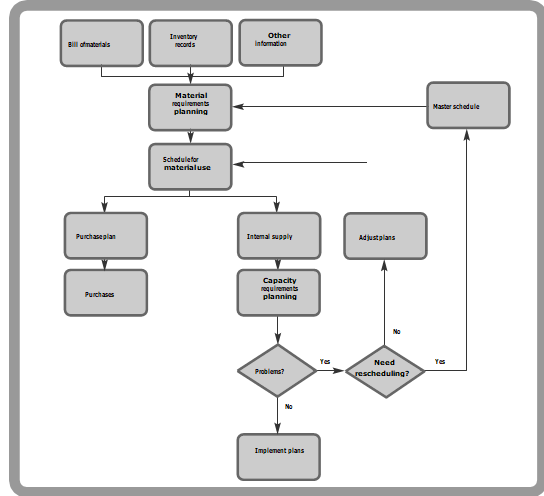 Bill of materials
Inventory
records
Other
information
Material
requirements
planning
Master schedule
Schedule for
material use
Purchase plan
Internal supply
Adjust plans
Purchases
Capacity
requirements
planning
No
Problems?
Yes
Need
rescheduling?
Yes
No
Implement plans